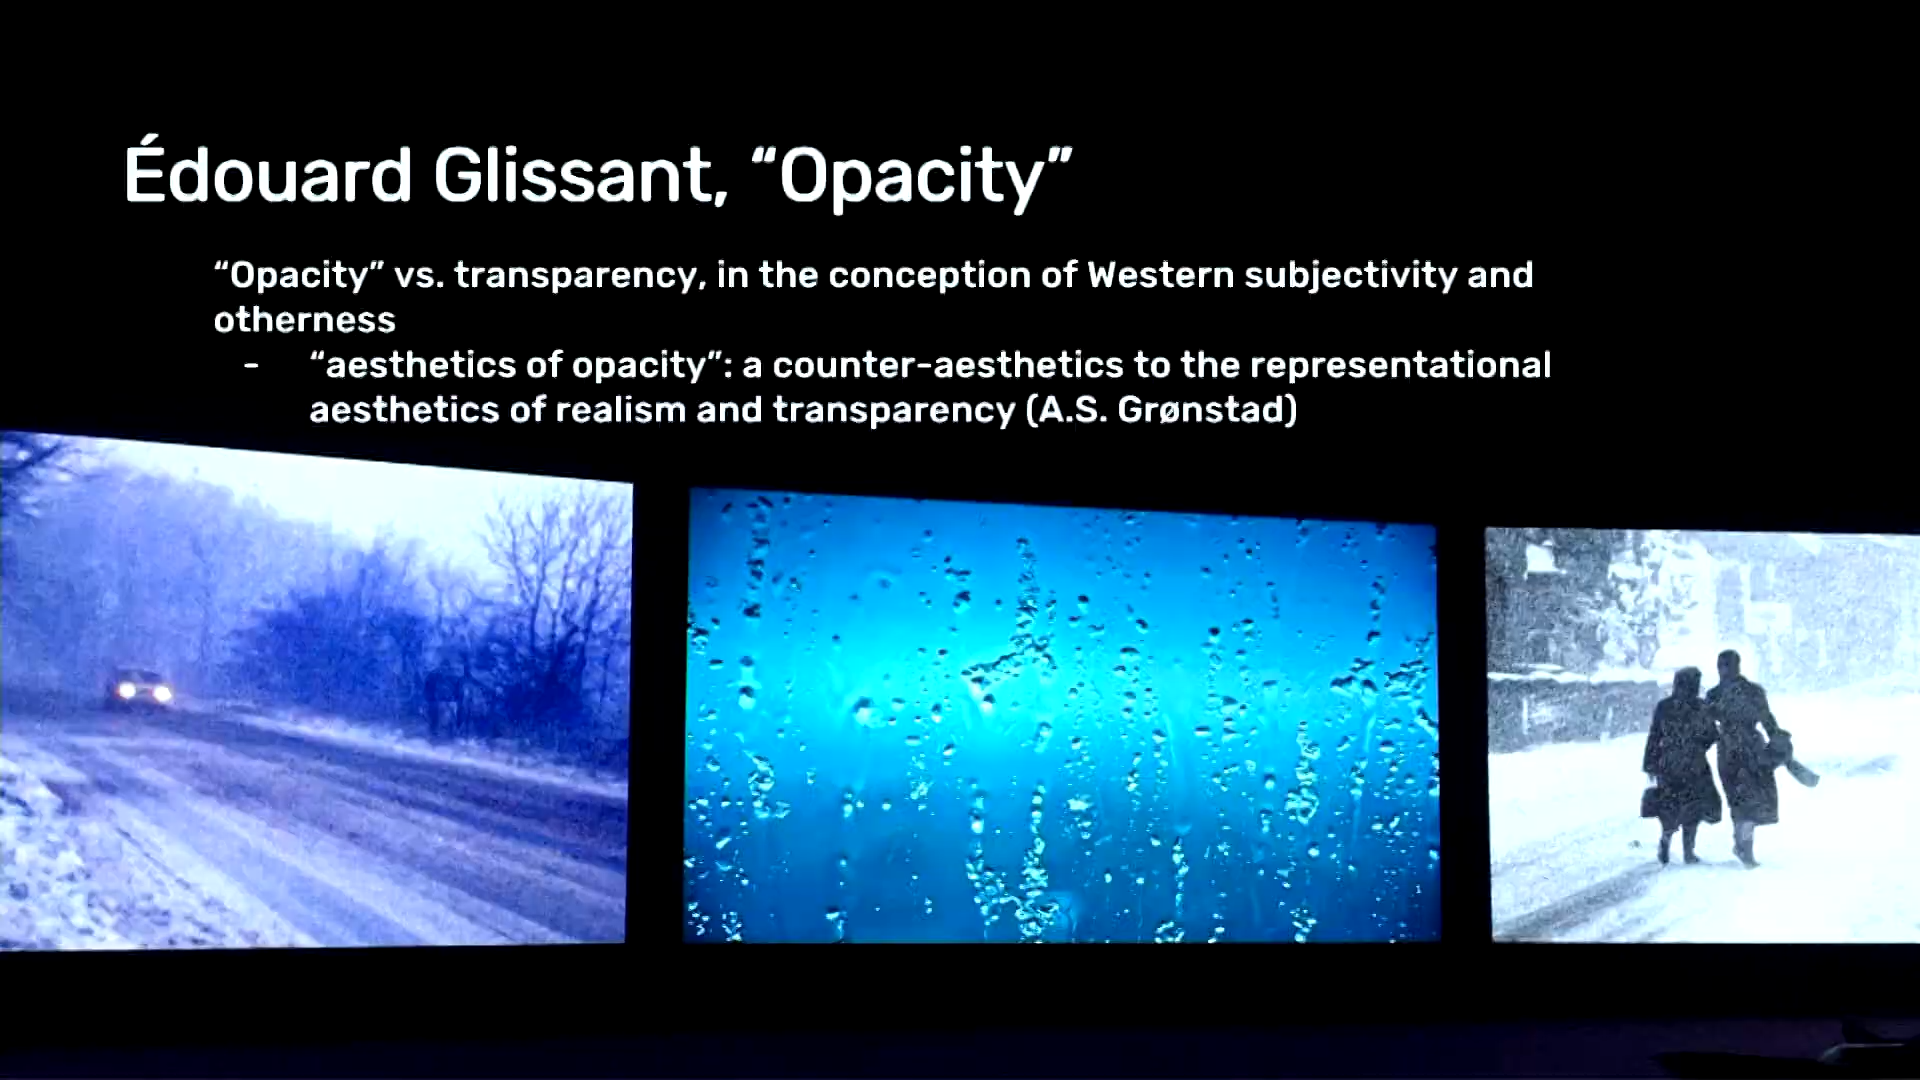 Édouard Glissant, “Opacity”
“Opacity” vs. transparency, in the conception of Western subjectivity and
otherness
- “aesthetics of opacity”: a counter-aesthetics to the representational
aesthetics of realism and transparency (A.S. Grønstad)